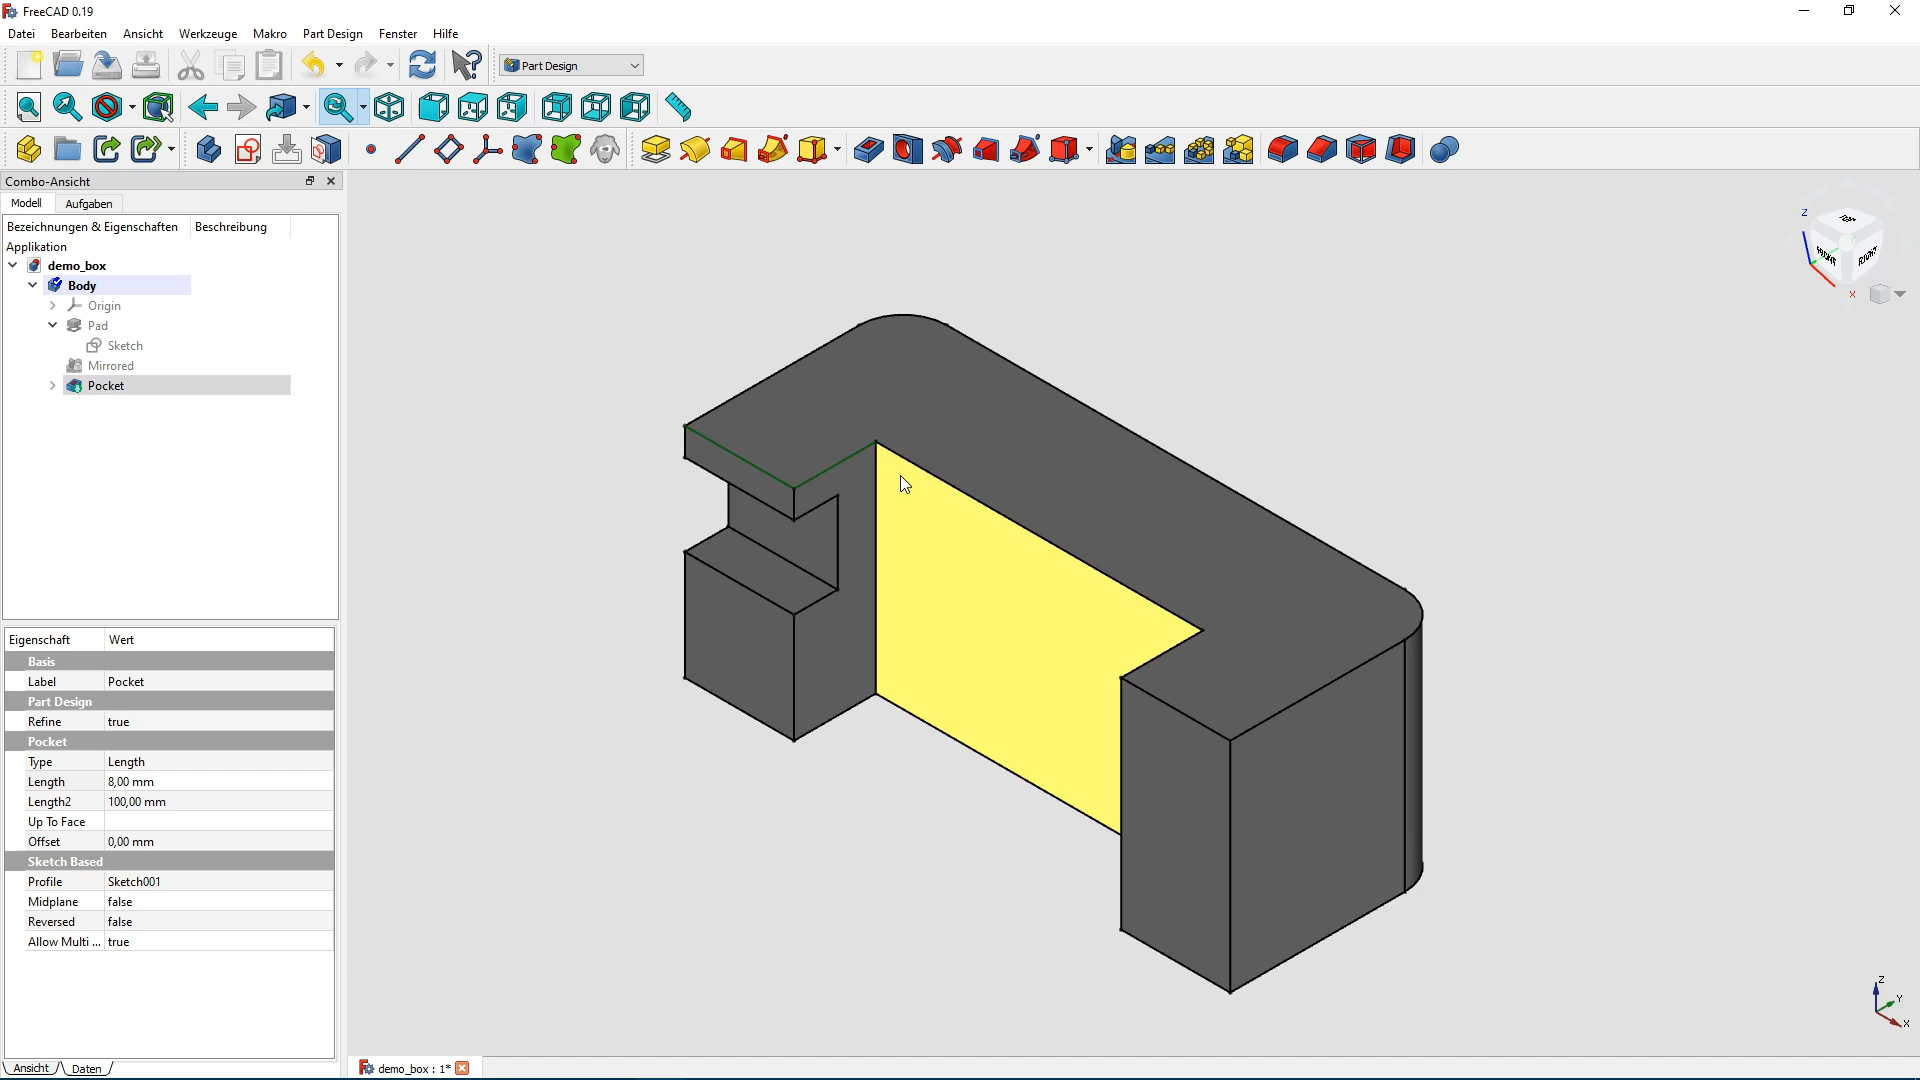 FreeCAD 0.19
Datei Bearbeiten Ansicht Werkzeuge Makro Part Design Fenster Hilfe
Part Design
Combo-Ansicht
Modell Aufgaben
Bezeichnungen & Eigenschaften Beschreibung
Applikation
demo_box
Body
Origin
Pad
Sketch
Mirrored
Pocket
Eigenschaft Wert
Basis
Label Pocket
Part Design
Refine true
Pocket
Type Length
Length 8,00 mm
Length2 100,00 mm
Up To Face
Offset 0,00 mm
Sketch Based
Profile Sketch001
Midplane false
Reversed false
Allow Multi ... true
Ansicht Daten
demo_box : 1*
Z
TOP
FRONT RIGHT
X
Z
Y
X